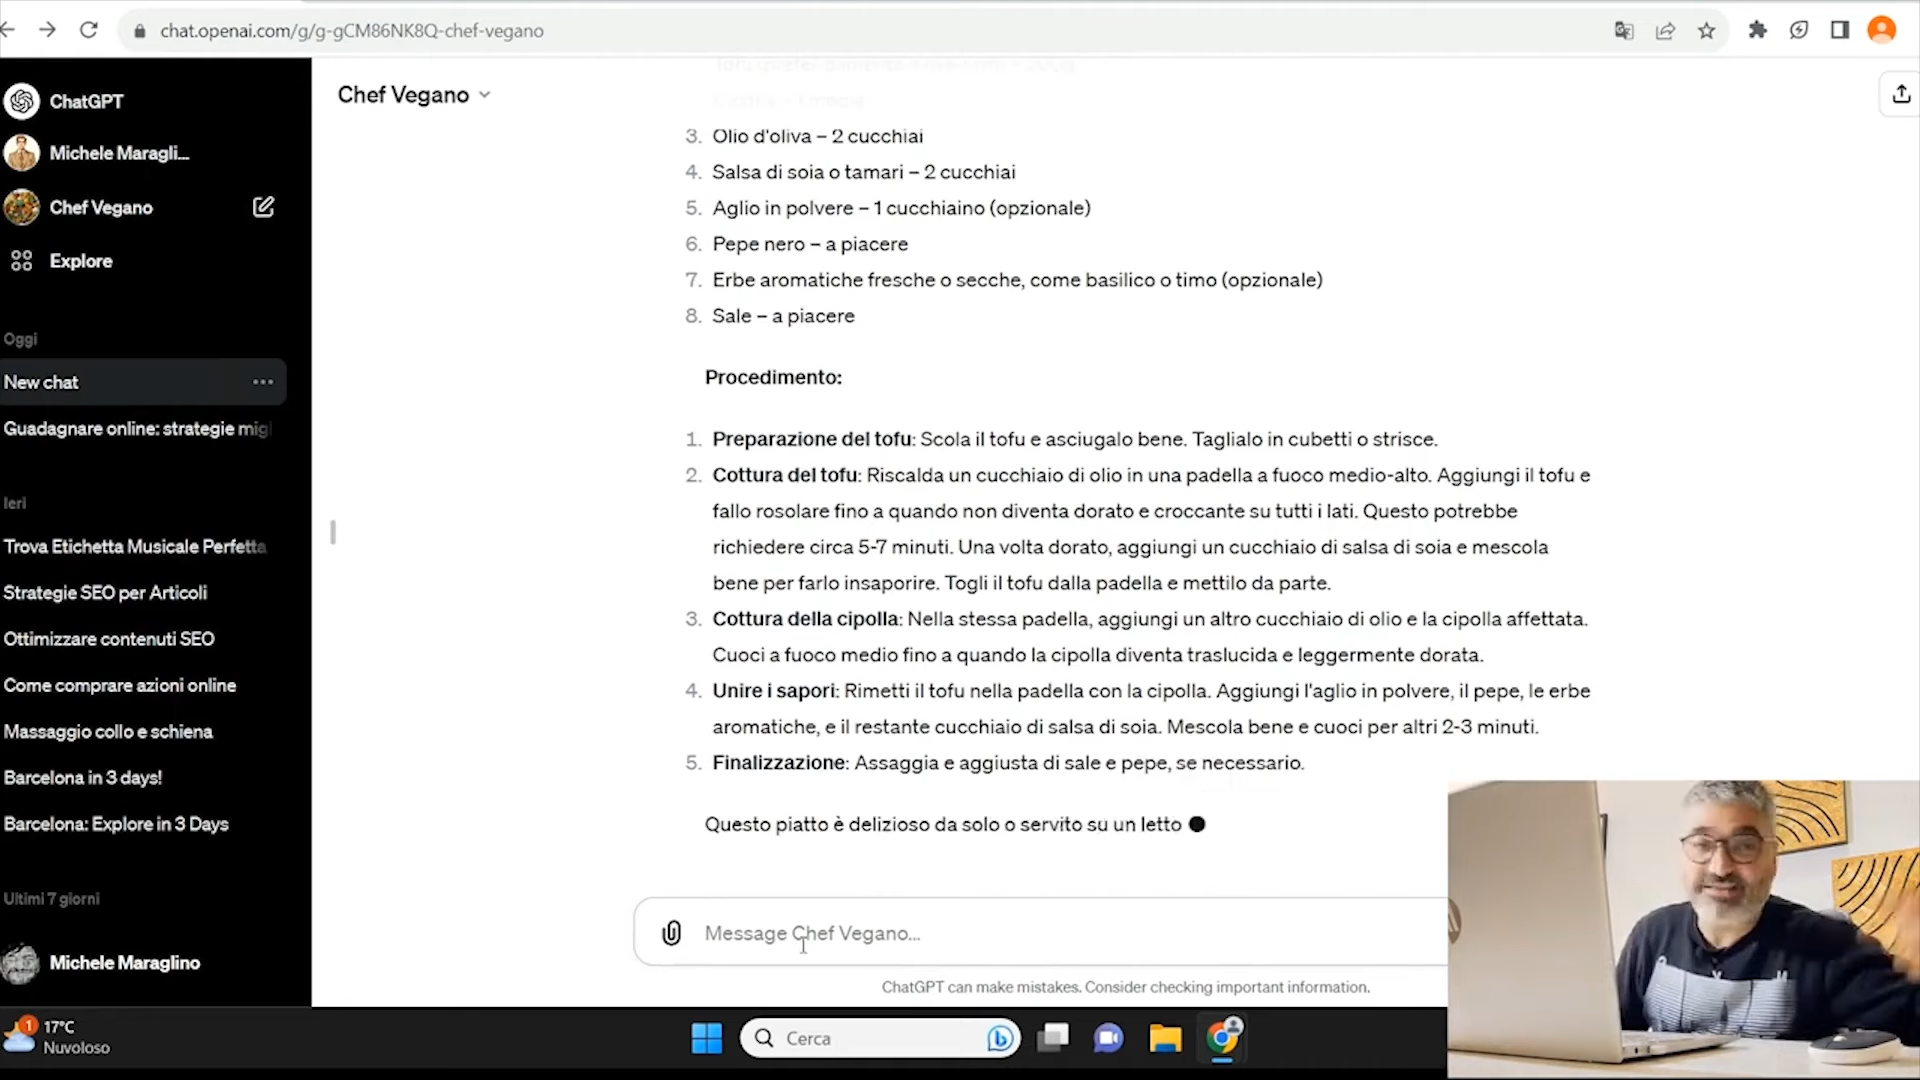 chat.openai.com/g/g-gCM86NK8Q-chef-vegano
ChatGPT
Michele Maragli...
Chef Vegano
Explore
Oggi
New chat
Guadagnare online: strategie migl
Ieri
Trova Etichetta Musicale Perfetta
Strategie SEO per Articoli
Ottimizzare contenuti SEO
Come comprare azioni online
Massaggio collo e schiena
Barcelona in 3 days!
Barcelona: Explore in 3 Days
Ultimi 7 giorni
Michele Maraglino
Chef Vegano
3. Olio d'oliva – 2 cucchiai
4. Salsa di soia o tamari – 2 cucchiai
5. Aglio in polvere – 1 cucchiaino (opzionale)
6. Pepe nero – a piacere
7. Erbe aromatiche fresche o secche, come basilico o timo (opzionale)
8. Sale – a piacere
Procedimento:
1. Preparazione del tofu: Scola il tofu e asciugalo bene. Taglialo in cubetti o strisce.
2. Cottura del tofu: Riscalda un cucchiaio di olio in una padella a fuoco medio-alto. Aggiungi il tofu e
fallo rosolare fino a quando non diventa dorato e croccante su tutti i lati. Questo potrebbe
richiedere circa 5-7 minuti. Una volta dorato, aggiungi un cucchiaio di salsa di soia e mescola
bene per farlo insaporire. Togli il tofu dalla padella e mettilo da parte.
3. Cottura della cipolla: Nella stessa padella, aggiungi un altro cucchiaio di olio e la cipolla affettata.
Cuoci a fuoco medio fino a quando la cipolla diventa traslucida e leggermente dorata.
4. Unire i sapori: Rimetti il tofu nella padella con la cipolla. Aggiungi l'aglio in polvere, il pepe, le erbe
aromatiche, e il restante cucchiaio di salsa di soia. Mescola bene e cuoci per altri 2-3 minuti.
5. Finalizzazione: Assaggia e aggiusta di sale e pepe, se necessario.
Questo piatto è delizioso da solo o servito su un letto
Message Chef Vegano...
ChatGPT can make mistakes. Consider checking important information.
1
17°C
Nuvoloso
Cerca